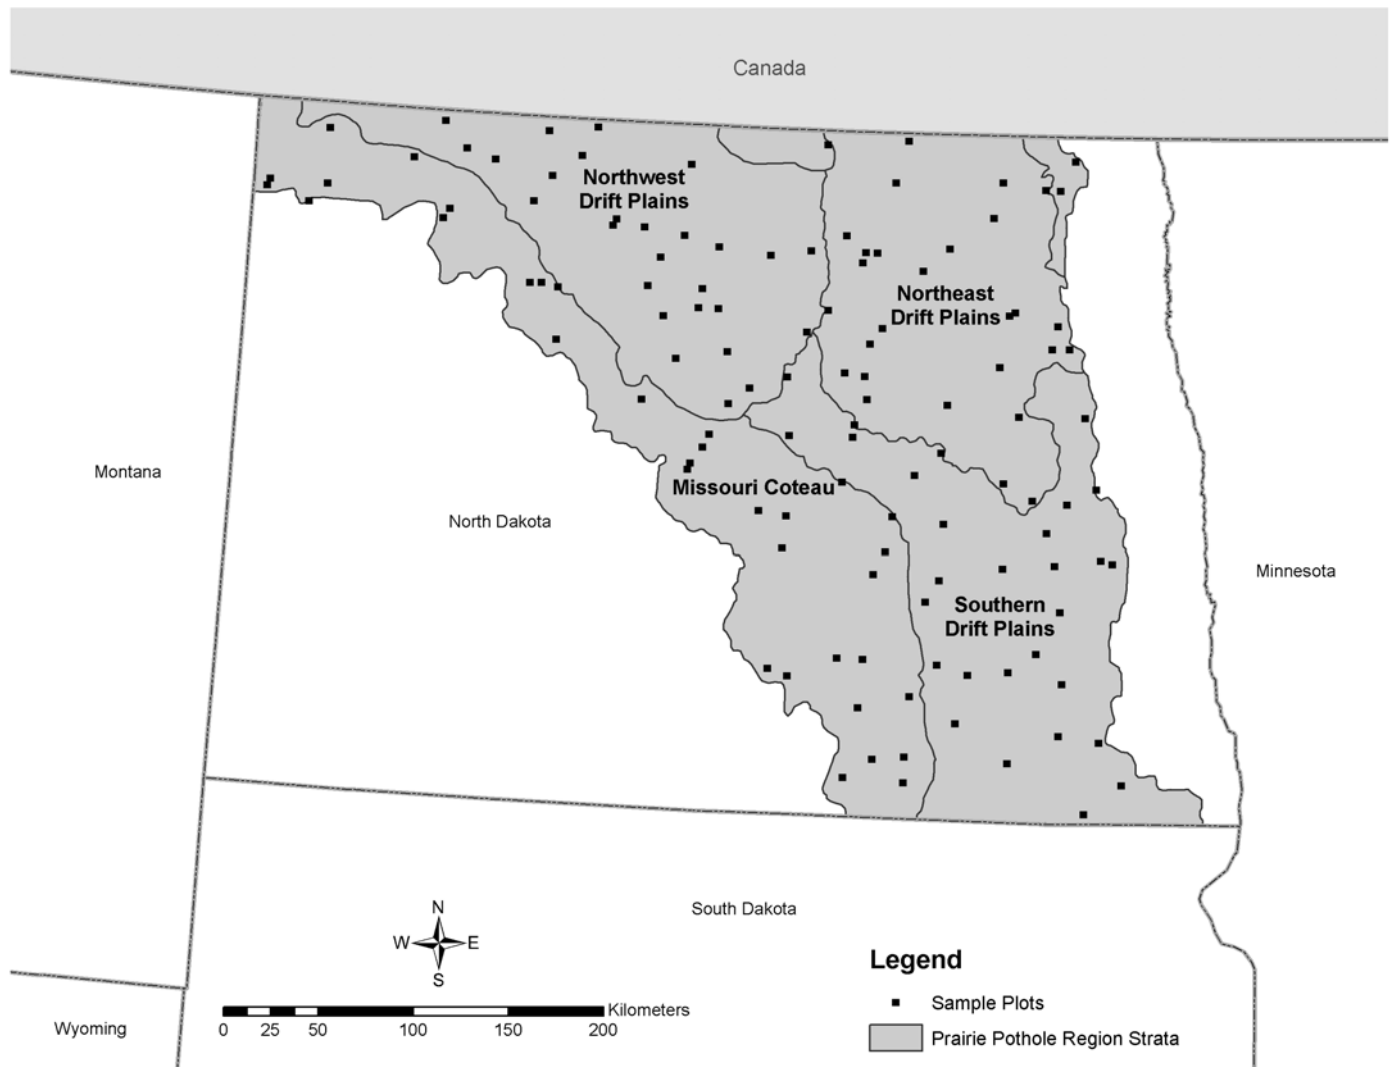 Canada
Northwest
Drift Plains
Northeast
Drift Plains
Montana
Missouri Coteau
North Dakota
Minnesota
Southern
Drift Plains
South Dakota
N
W
E
S
Legend
Sample Plots
Prairie Pothole Region Strata
Kilometers
0 25 50 100 150 200
Wyoming